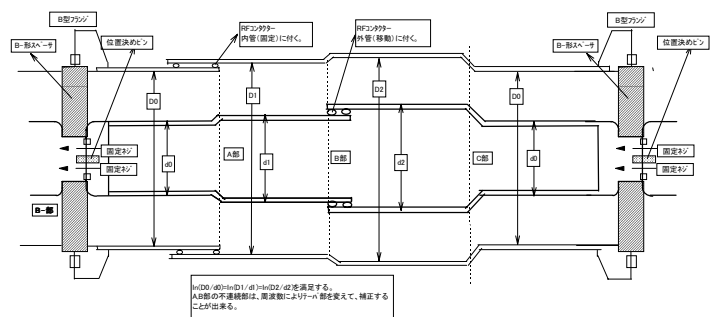 B型フランジ
B-形スペーサ
位置決めピン
RFコンタクター
内管(固定)に付く。
RFコンタクター
外管(移動)に付く。
B型フランジ
B-形スペーサ
位置決めピン
D0
D1
D2
D0
固定ネジ
固定ネジ
d0
A部
d1
B部
d2
C部
d0
固定ネジ
固定ネジ
B-部
ln(D0/d0)=ln(D1/d1)=ln(D2/d2)を満足する。
A,B部の不連続部は、周波数によりテーパ部を変えて、補正する
ことが出来る。